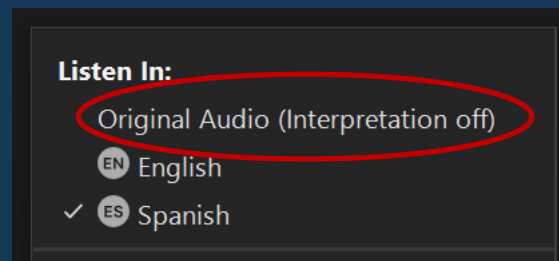 Listen In:
Original Audio (Interpretation off)
EN English
ES Spanish